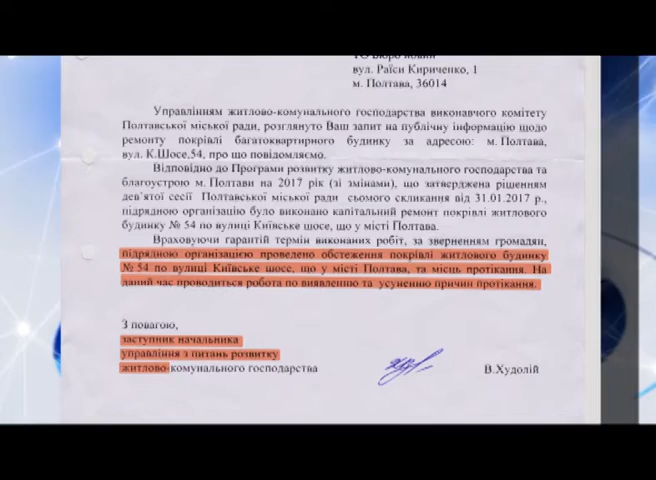 вул. Раїси Кириченко, 1
м. Полтава, 36014
Управлінням житлово-комунального господарства виконавчого комітету
Полтавської міської ради, розглянуто Ваш запит на публічну інформацію щодо
ремонту покрівлі багатоквартирного будинку за адресою: м. Полтава,
вул. К.Шосе,54, про що повідомляємо.
Відповідно до Програми розвитку житлово-комунального господарства та
благоустрою м. Полтави на 2017 рік (зі змінами), що затверджена рішенням
дев'ятої сесії Полтавської міської ради сьомого скликання від 31.01.2017 р.,
підрядною організацію було виконано капітальний ремонт покрівлі житлового
будинку № 54 по вулиці Київське шосе, що у місті Полтава.
Враховуючи гарантій термін виконаних робіт, за зверненням громадян,
підрядною організацією проведено обстеження покрівлі житлового будинку
№ 54 по вулиці Київське шосе, що у місті Полтава, та місць протікання. На
даний час проводиться робота по виявленню та усуненню причин протікання.
З повагою,
заступник начальника
управління з питань розвитку
житлово-комунального господарства
В.Худолій